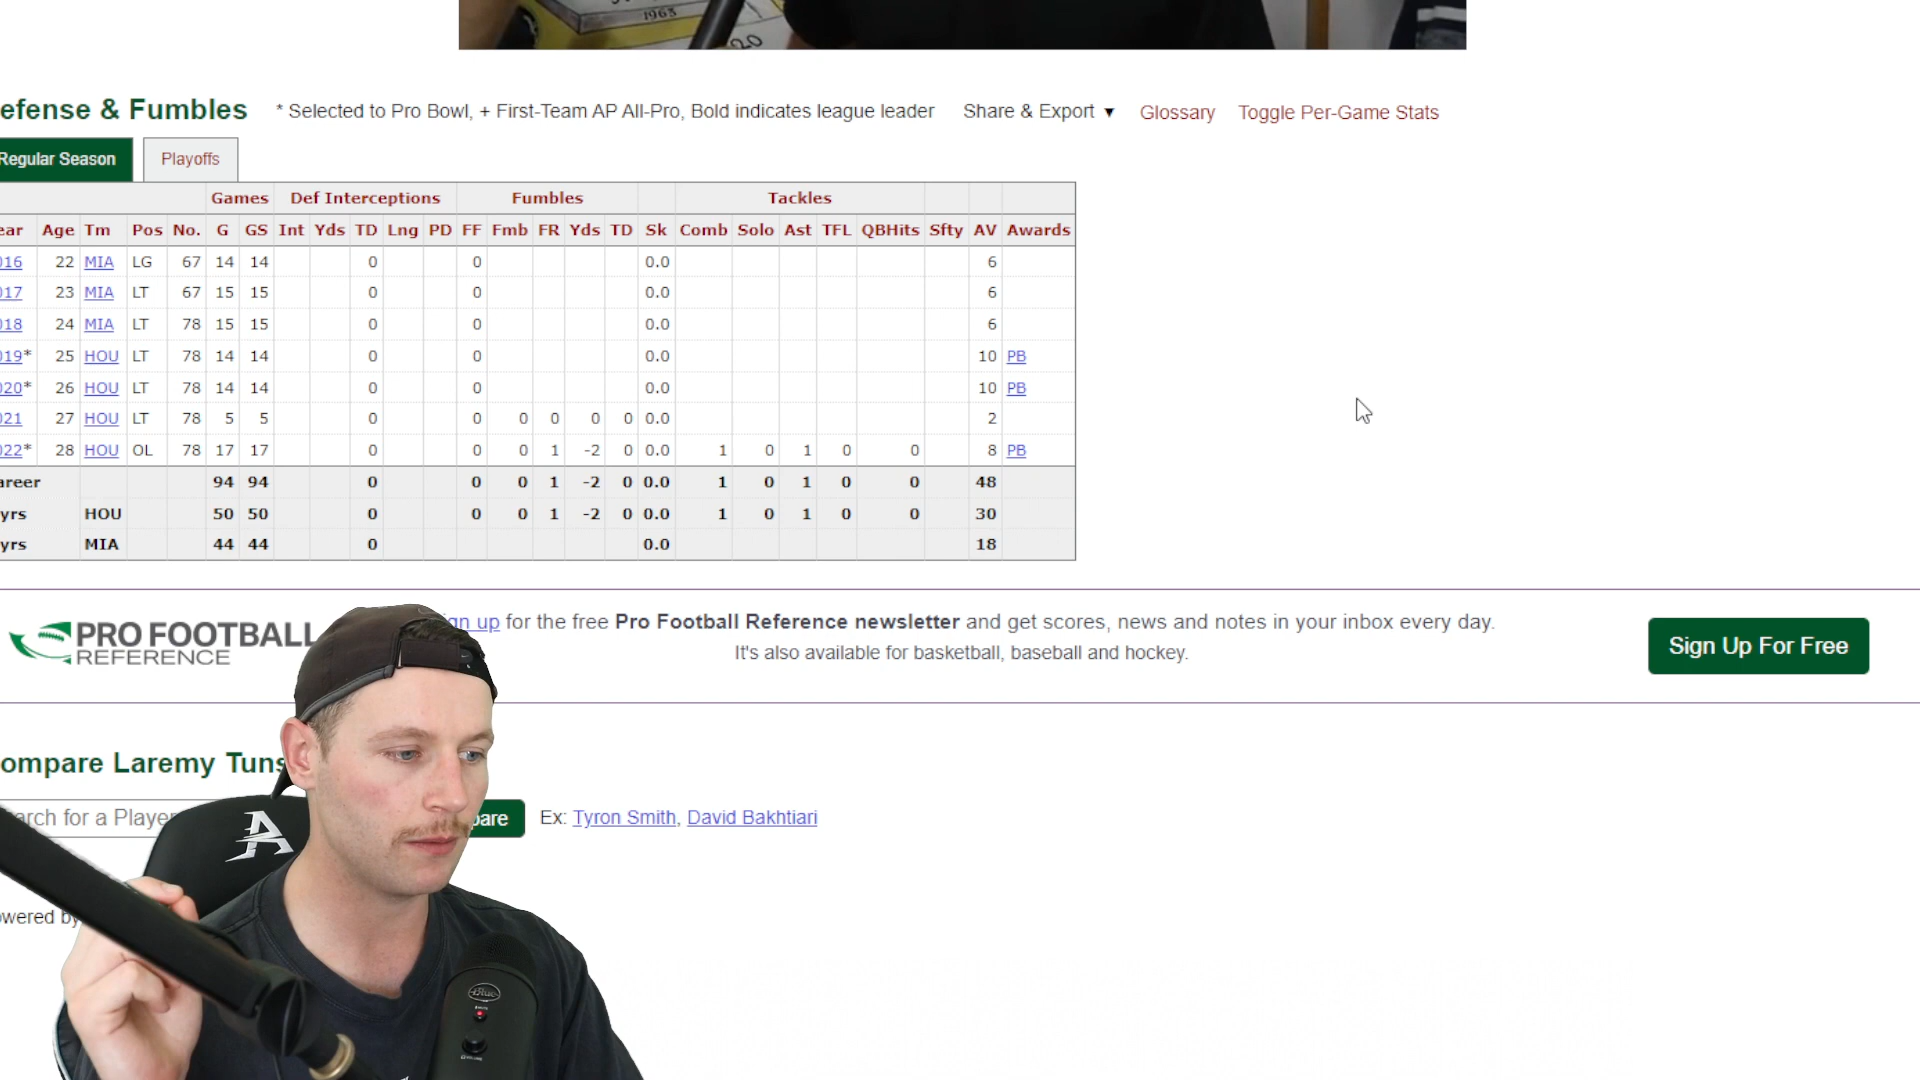 1963
efense & Fumbles * Selected to Pro Bowl, + First-Team AP All-Pro, Bold indicates league leader Share & Export ▼ Glossary Toggle Per-Game Stats
Regular Season Playoffs
Games Def Interceptions Fumbles Tackles
ear Age Tm Pos No. G GS Int Yds TD Lng PD FF Fmb FR Yds TD Sk Comb Solo Ast TFL QBHits Sfty AV Awards
016 22 MIA LG 67 14 14 0 0 0.0 6
017 23 MIA LT 67 15 15 0 0 0.0 6
018 24 MIA LT 78 15 15 0 0 0.0 6
019* 25 HOU LT 78 14 14 0 0 0.0 10 PB
020* 26 HOU LT 78 14 14 0 0 0.0 10 PB
021 27 HOU LT 78 5 5 0 0 0 0 0 0 0.0 2
022* 28 HOU OL 78 17 17 0 0 0 1 -2 0 0.0 1 0 1 0 0 8 PB
areer 94 94 0 0 0 1 -2 0 0.0 1 0 1 0 0 48
yrs HOU 50 50 0 0 0 1 -2 0 0.0 1 0 1 0 0 30
yrs MIA 44 44 0 0.0 18
PRO FOOTBALL
REFERENCE
gn up for the free Pro Football Reference newsletter and get scores, news and notes in your inbox every day.
It's also available for basketball, baseball and hockey.
Sign Up For Free
ompare Laremy Tuns
arch for a Player pare Ex: Tyron Smith, David Bakhtiari
owered by
Blue